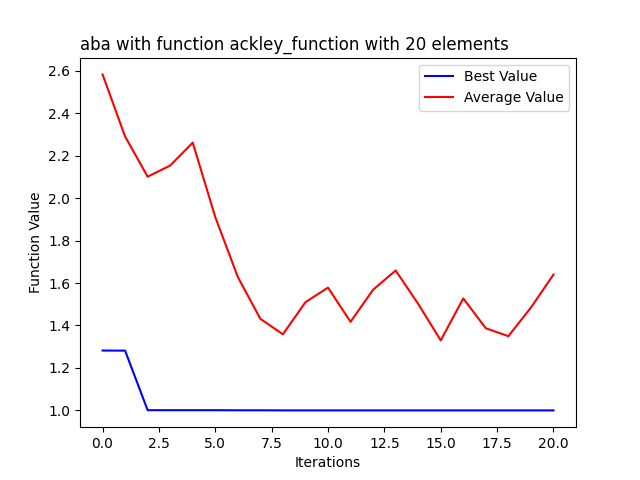 aba with function ackley_function with 20 elements
Best Value
Average Value
Function Value
2.6
2.4
2.2
2.0
1.8
1.6
1.4
1.2
1.0
0.0 2.5 5.0 7.5 10.0 12.5 15.0 17.5 20.0
Iterations